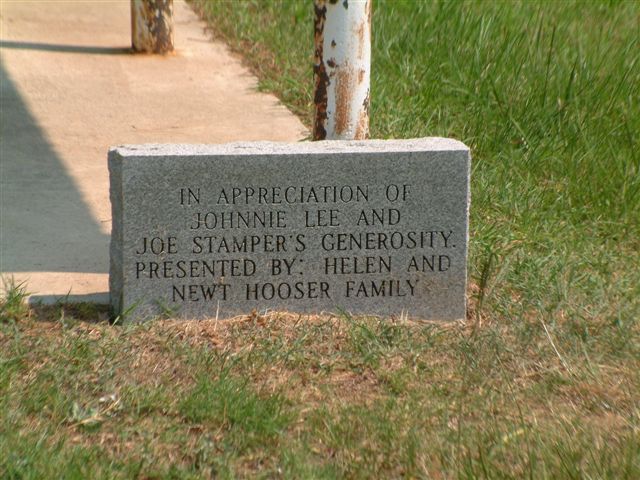 IN APPRECIATION OF
JOHNNIE LEE AND
JOE STAMPER'S GENEROSITY.
PRESENTED BY: HELEN AND
NEWT HOOSER FAMILY